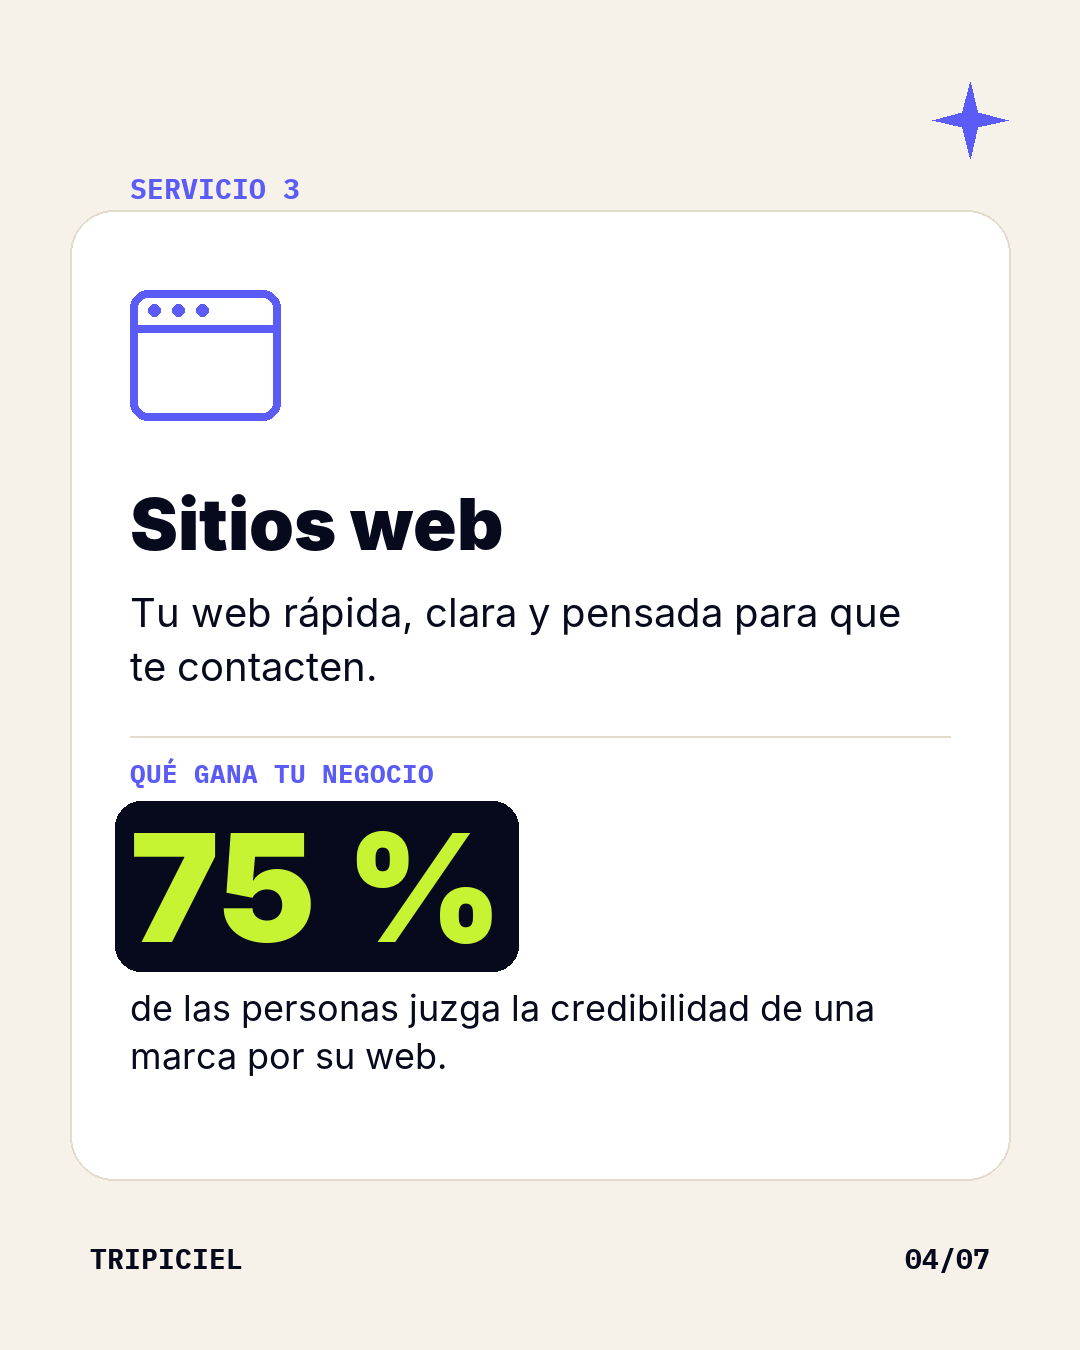 SERVICIO 3
Sitios web
Tu web rápida, clara y pensada para que
te contacten.
QUÉ GANA TU NEGOCIO
75 %
de las personas juzga la credibilidad de una
marca por su web.
TRIPICIEL
04/07